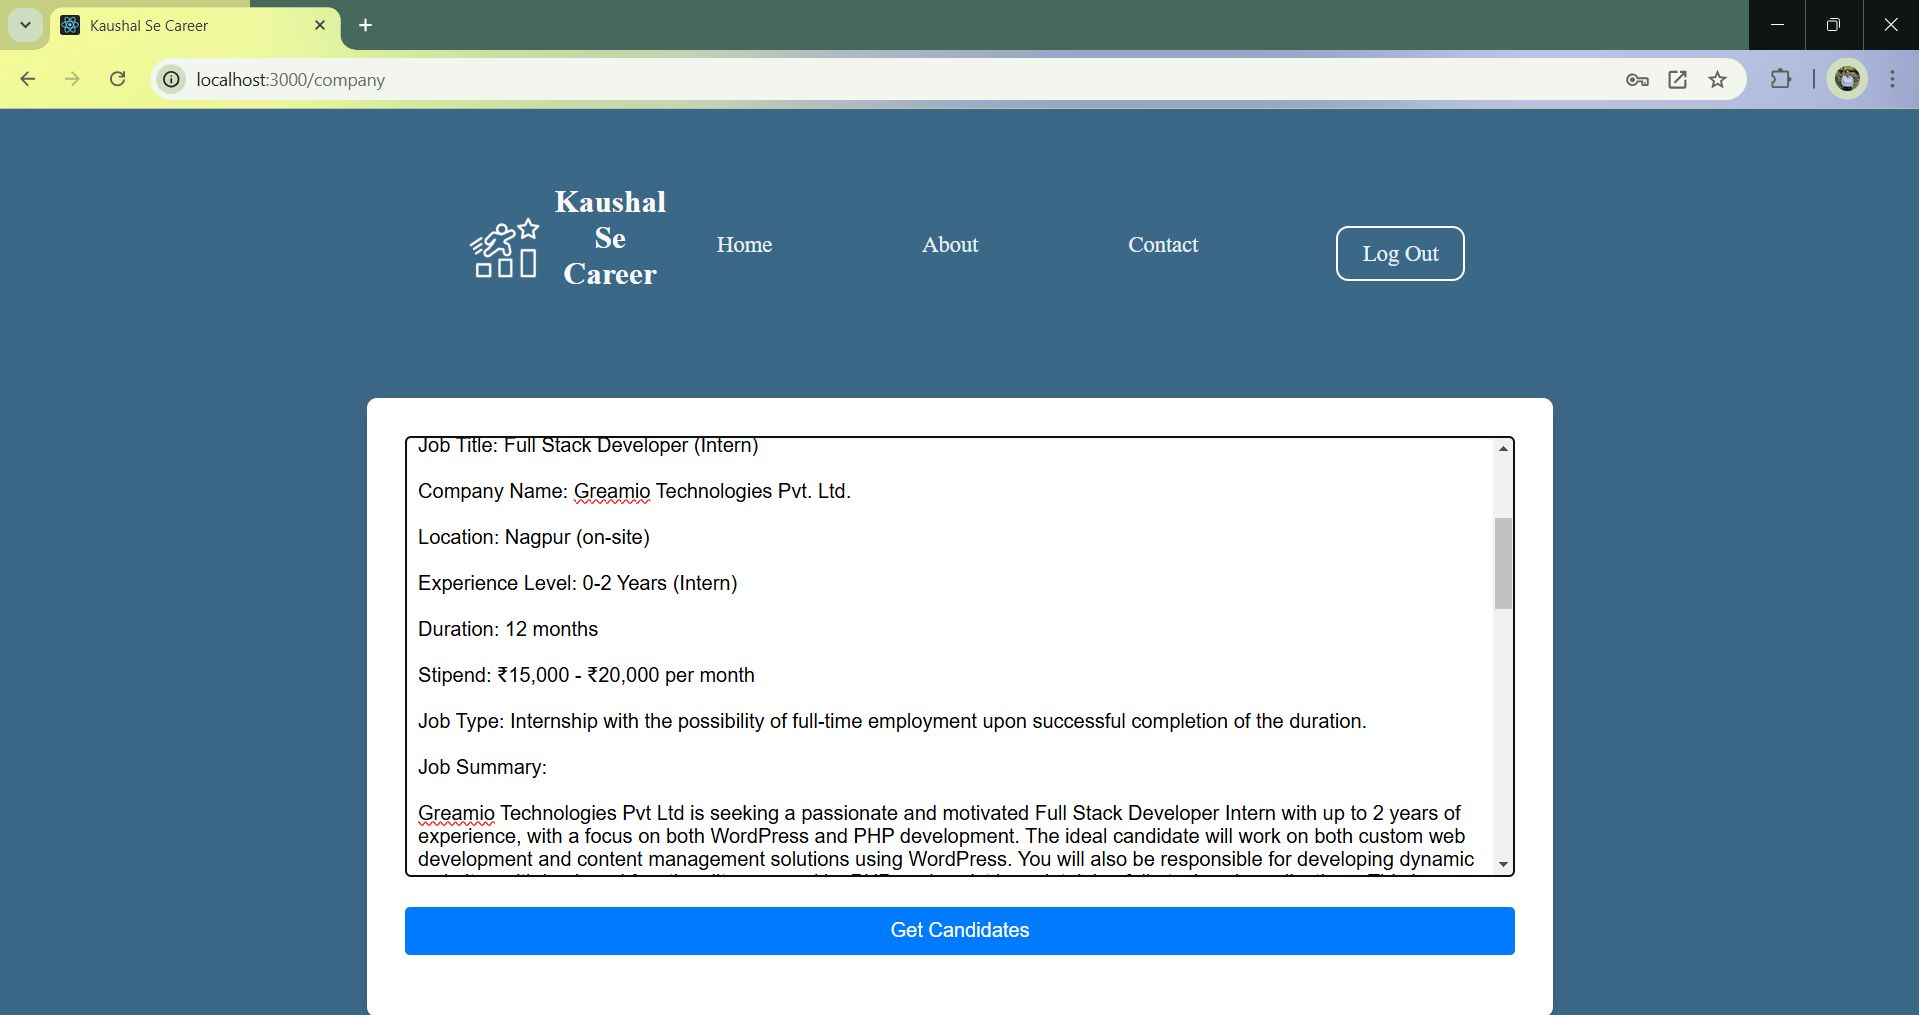 Kaushal Se Career
localhost:3000/company
Kaushal
Se
Career
Home
About
Contact
Log Out
Job Title: Full Stack Developer (Intern)
Company Name: Greamio Technologies Pvt. Ltd.
Location: Nagpur (on-site)
Experience Level: 0-2 Years (Intern)
Duration: 12 months
Stipend: ₹15,000 - ₹20,000 per month
Job Type: Internship with the possibility of full-time employment upon successful completion of the duration.
Job Summary:
Greamio Technologies Pvt Ltd is seeking a passionate and motivated Full Stack Developer Intern with up to 2 years of
experience, with a focus on both WordPress and PHP development. The ideal candidate will work on both custom web
development and content management solutions using WordPress. You will also be responsible for developing dynamic
Get Candidates